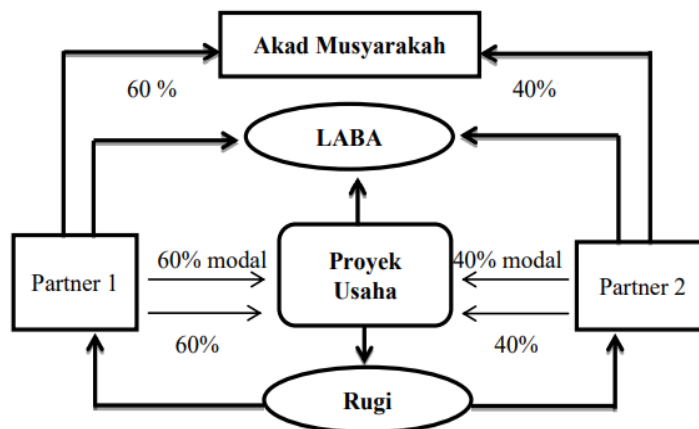 Akad Musyarakah
60 %
40%
LABA
Partner 1
60% modal
Proyek
Usaha
40% modal
Partner 2
60%
40%
Rugi